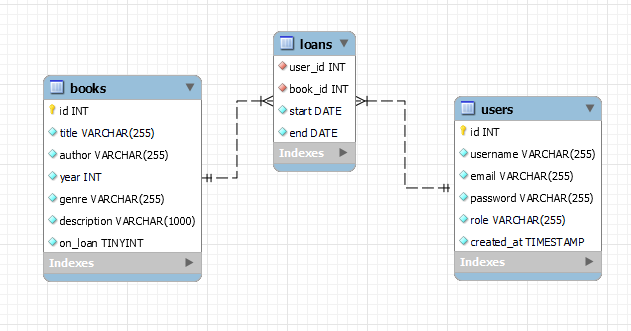 books
id INT
title VARCHAR(255)
author VARCHAR(255)
year INT
genre VARCHAR(255)
description VARCHAR(1000)
on_loan TINYINT
Indexes
loans
user_id INT
book_id INT
start DATE
end DATE
Indexes
users
id INT
username VARCHAR(255)
email VARCHAR(255)
password VARCHAR(255)
role VARCHAR(255)
created_at TIMESTAMP
Indexes